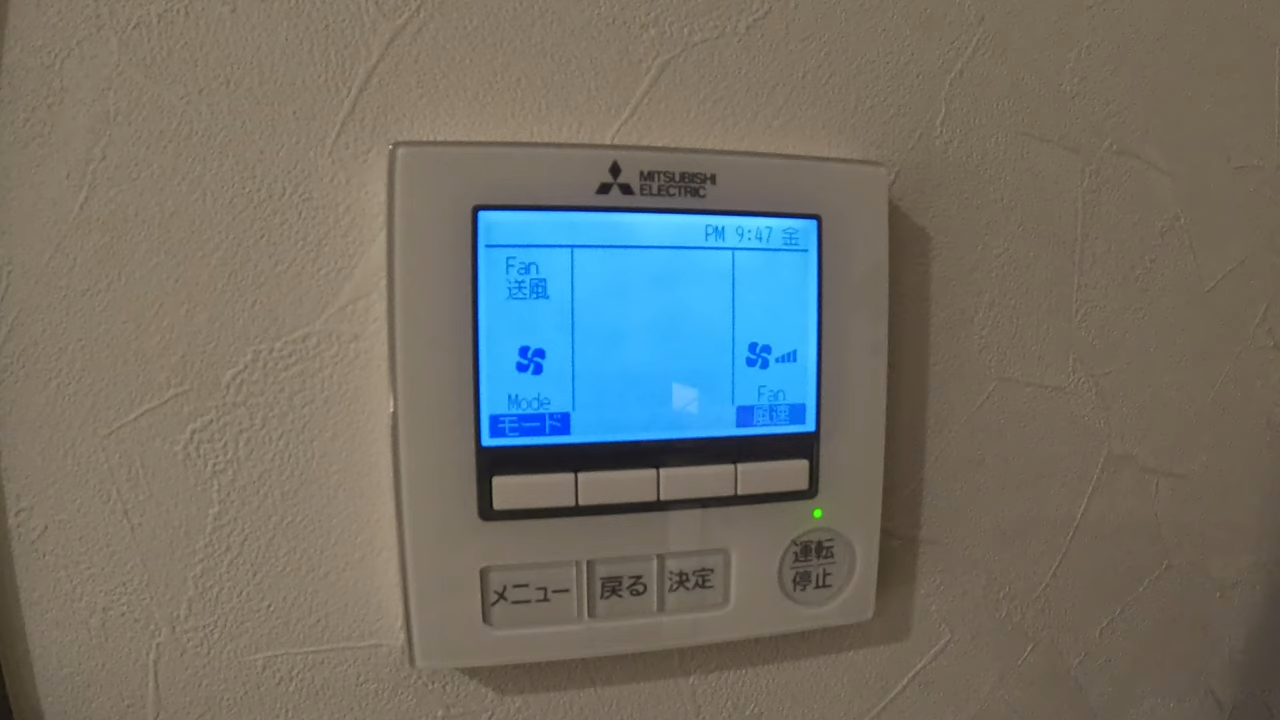 MITSUBISHI
ELECTRIC
PM 9:47 金
Fan
送風
Mode
モード
Fan
風速
メニュー
戻る
決定
運転
停止